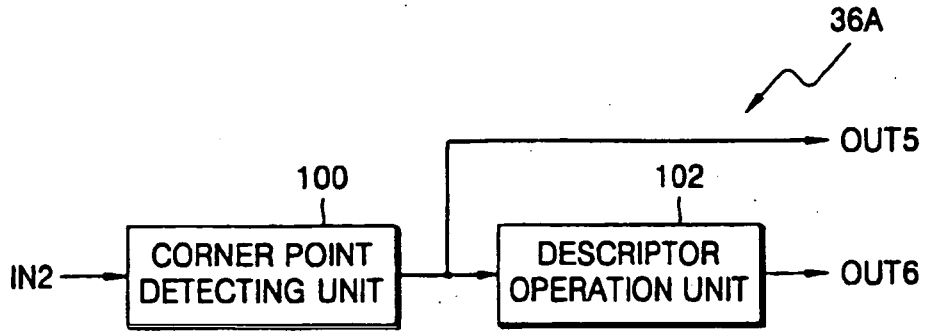 36A
OUT5
100
102
IN2
CORNER POINT
DETECTING UNIT
DESCRIPTOR
OPERATION UNIT
OUT6